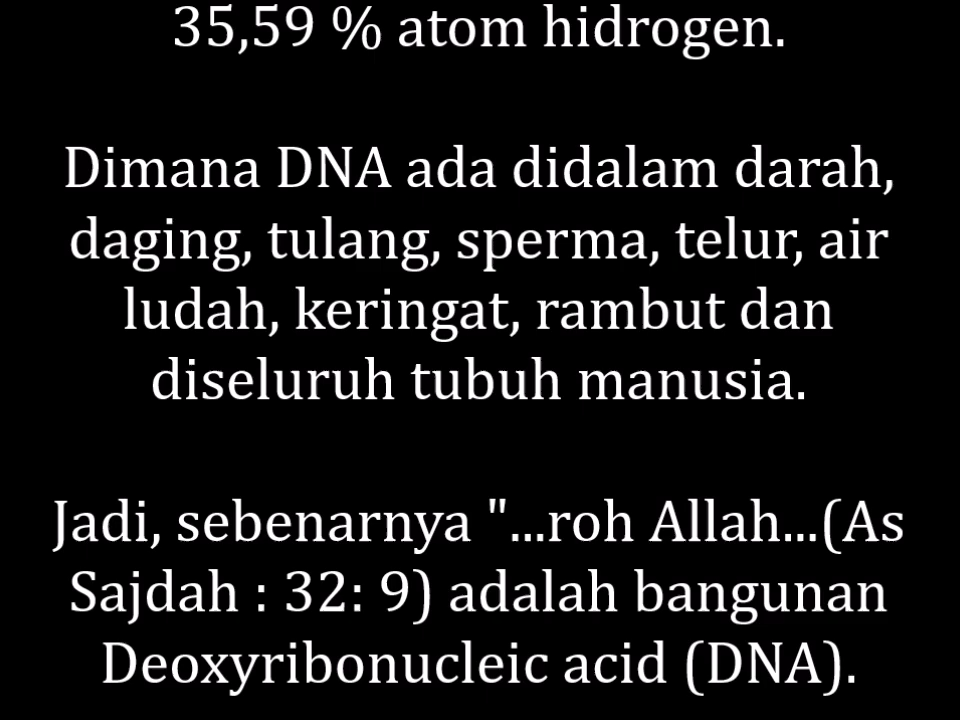 35,59 % atom hidrogen.
Dimana DNA ada didalam darah,
daging, tulang, sperma, telur, air
ludah, keringat, rambut dan
diseluruh tubuh manusia.
Jadi, sebenarnya "...roh Allah...(As
Sajdah : 32: 9) adalah bangunan
Deoxyribonucleic acid (DNA).